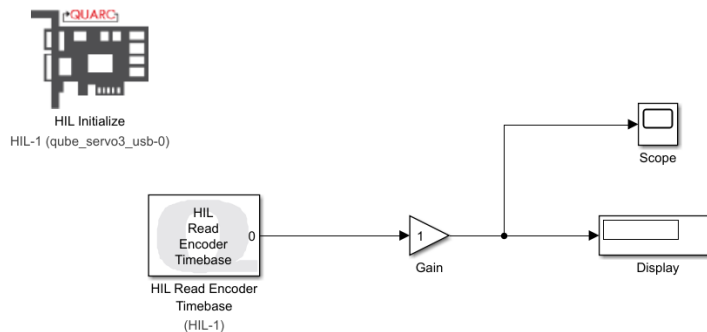 QUARC
HIL Initialize
HIL-1 (qube_servo3_usb-0)
Scope
HIL
Read
Encoder
Timebase
0
HIL Read Encoder
Timebase
(HIL-1)
1
Gain
Display